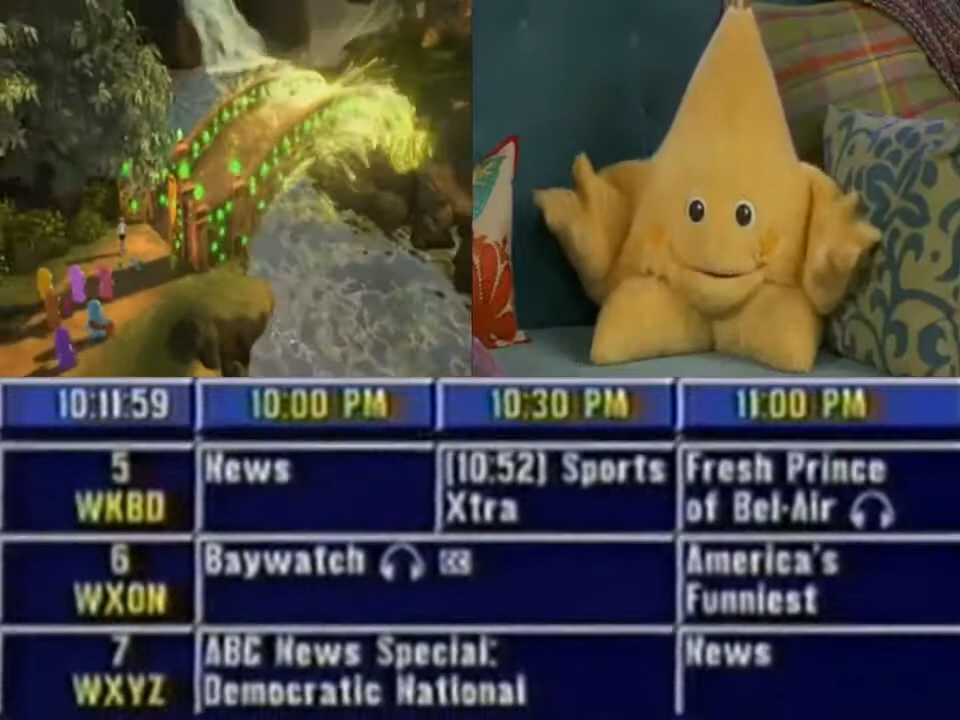 10:11:59 10:00 PM 10:30 PM 11:00 PM
5 WKBD
News
(10:52) Sports
Xtra
Fresh Prince
of Bel-Air
6 WXON
Baywatch
CC
America's
Funniest
7 WXYZ
ABC News Special:
Democratic National
News